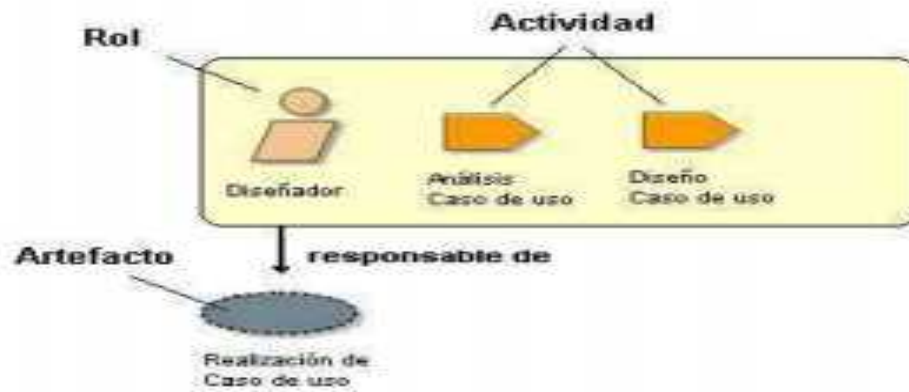 Actividad
Rol
Diseñador
Análisis
Caso de uso
Diseño
Caso de uso
Artefacto
responsable de
Realización de
Caso de uso